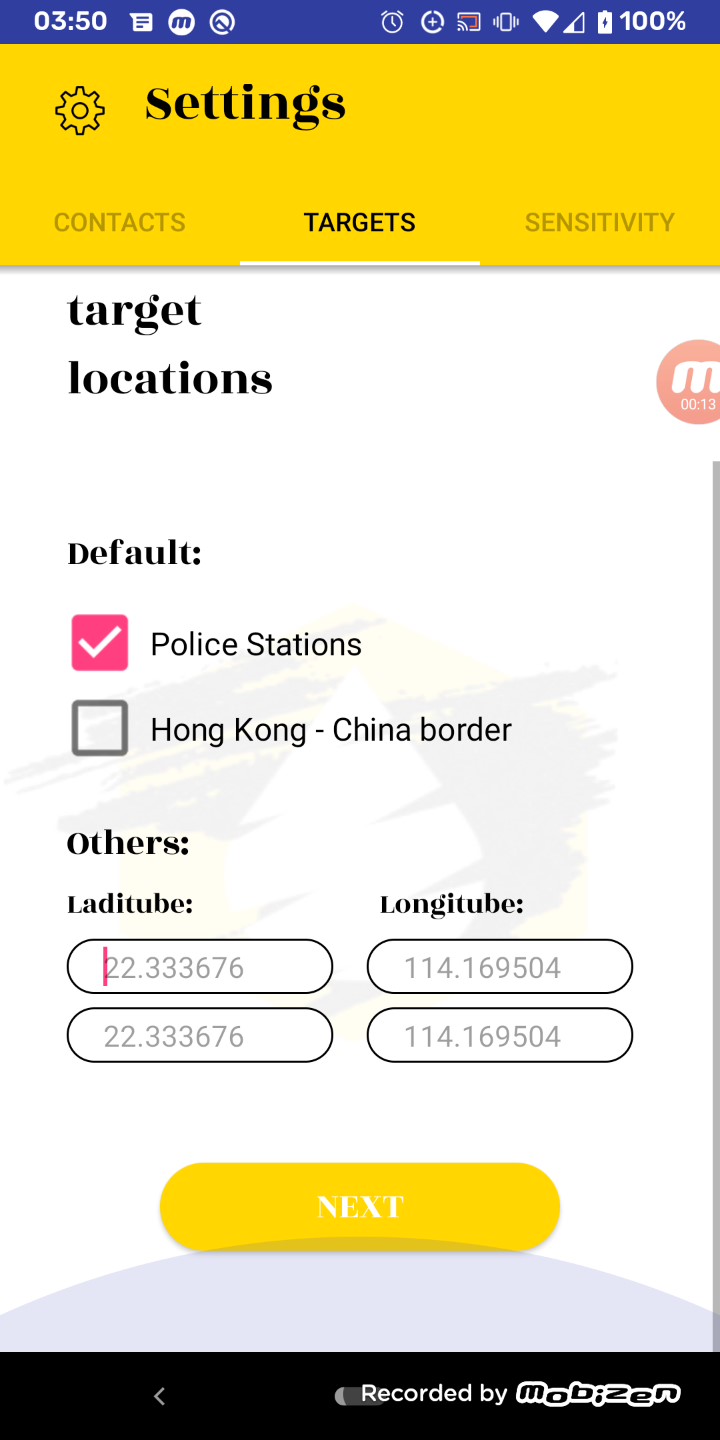 03:50 100%
Settings
CONTACTS TARGETS SENSITIVITY
target
locations
00:13
Default:
Police Stations
Hong Kong - China border
Others:
Laditube: Longitube:
22.333676 114.169504
22.333676 114.169504
NEXT
Recorded by mobizen